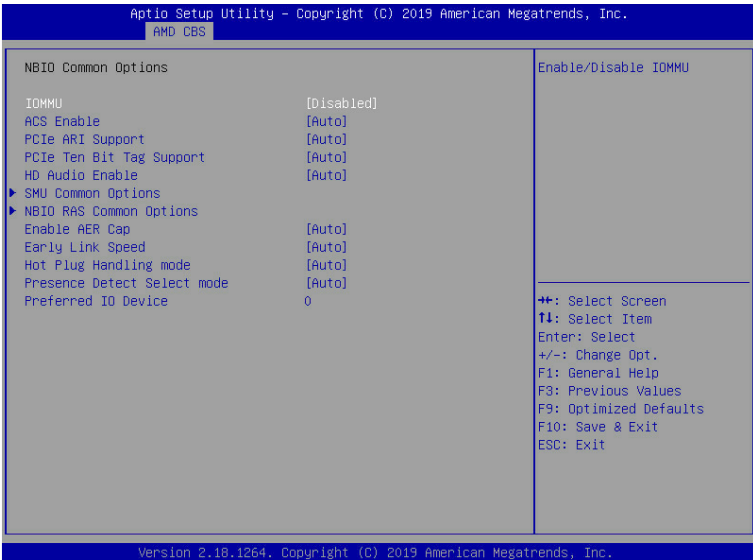 Aptio Setup Utility – Copyright (C) 2019 American Megatrends, Inc.
AMD CBS
NBIO Common Options
IOMMU [Disabled]
ACS Enable [Auto]
PCIe ARI Support [Auto]
PCIe Ten Bit Tag Support [Auto]
HD Audio Enable [Auto]
SMU Common Options
NBIO RAS Common Options
Enable AER Cap [Auto]
Early Link Speed [Auto]
Hot Plug Handling mode [Auto]
Presence Detect Select mode [Auto]
Preferred IO Device 0
Enable/Disable IOMMU
→←: Select Screen
↑↓: Select Item
Enter: Select
+/-: Change Opt.
F1: General Help
F3: Previous Values
F9: Optimized Defaults
F10: Save & Exit
ESC: Exit
Version 2.18.1264. Copyright (C) 2019 American Megatrends, Inc.